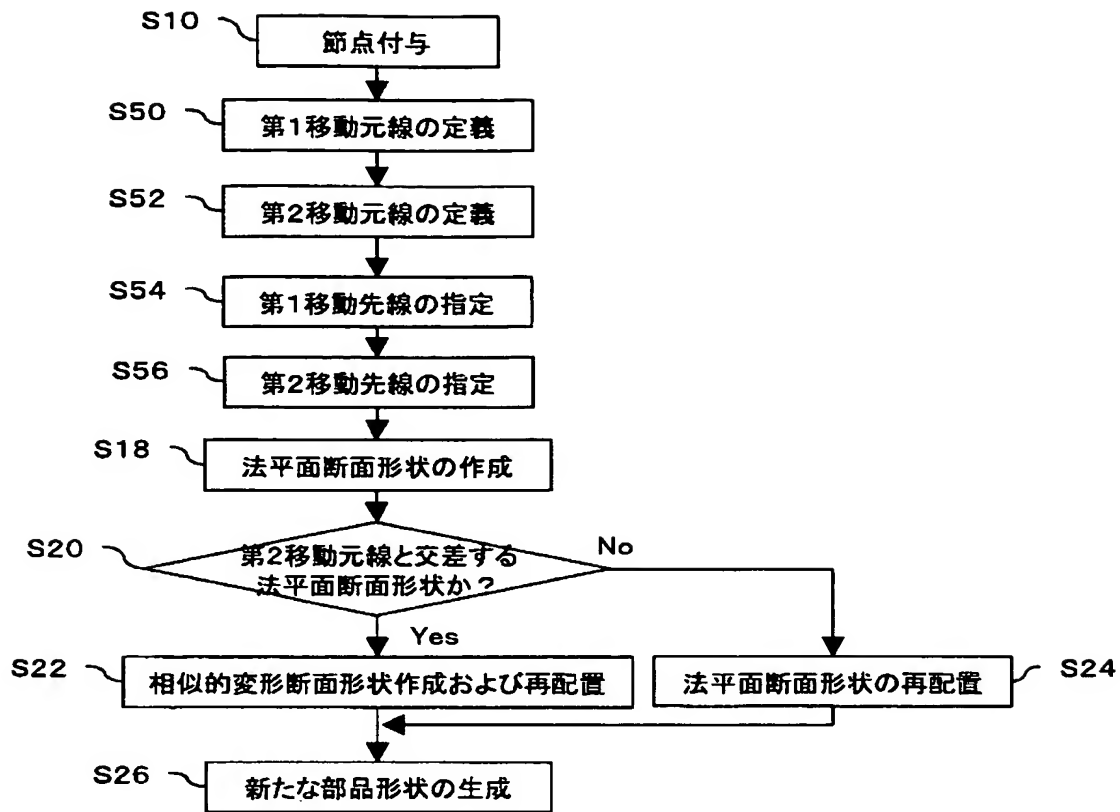 S10
節点付与
S50
第1移動元線の定義
S52
第2移動元線の定義
S54
第1移動先線の指定
S56
第2移動先線の指定
S18
法平面断面形状の作成
S20
第2移動元線と交差する
法平面断面形状か?
No
Yes
S22
相似的変形断面形状作成および再配置
法平面断面形状の再配置
S24
S26
新たな部品形状の生成